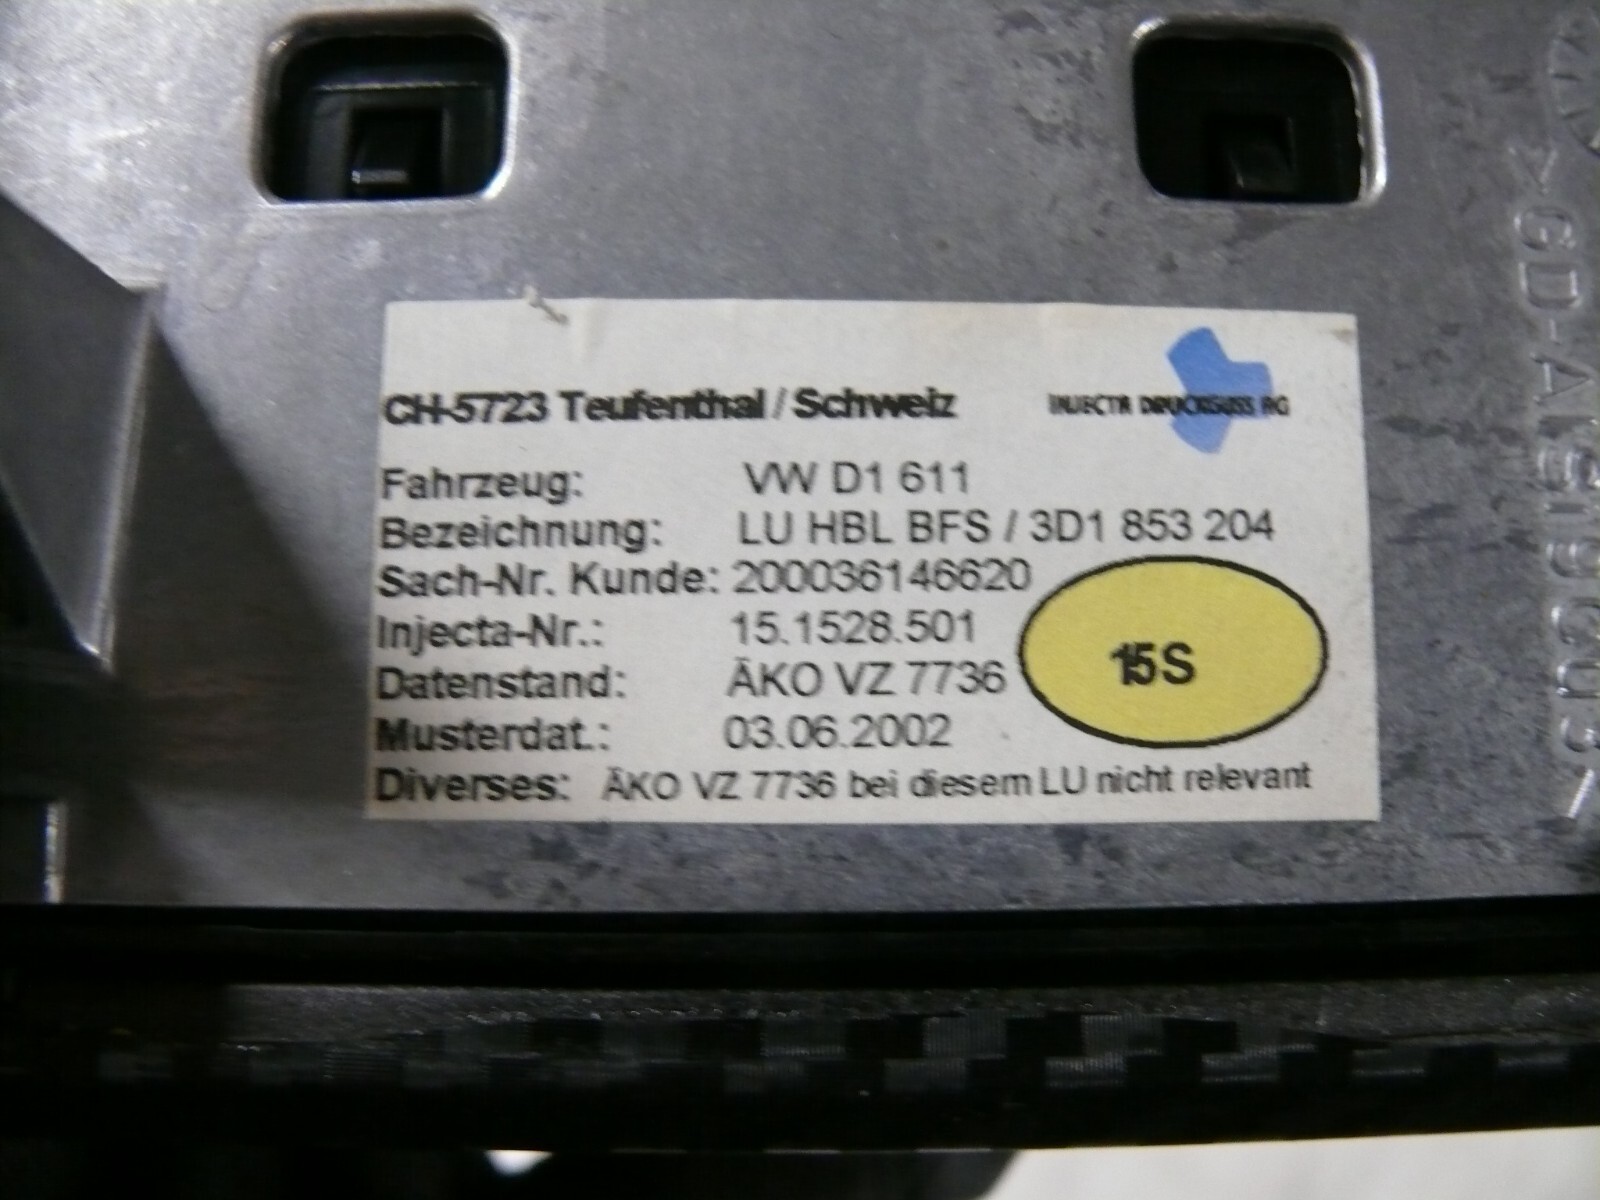 CH-5723 Teufenthal / Schweiz
INJECTA DRUCKGUSS AG
Fahrzeug: VW D1 611
Bezeichnung: LU HBL BFS / 3D1 853 204
Sach-Nr. Kunde: 200036146620
Injecta-Nr.: 15.1528.501
Datenstand: ÄKO VZ 7736
15S
Musterdat.: 03.06.2002
Diverses: ÄKO VZ 7736 bei diesem LU nicht relevant
>GD-AlSi9Cu3<